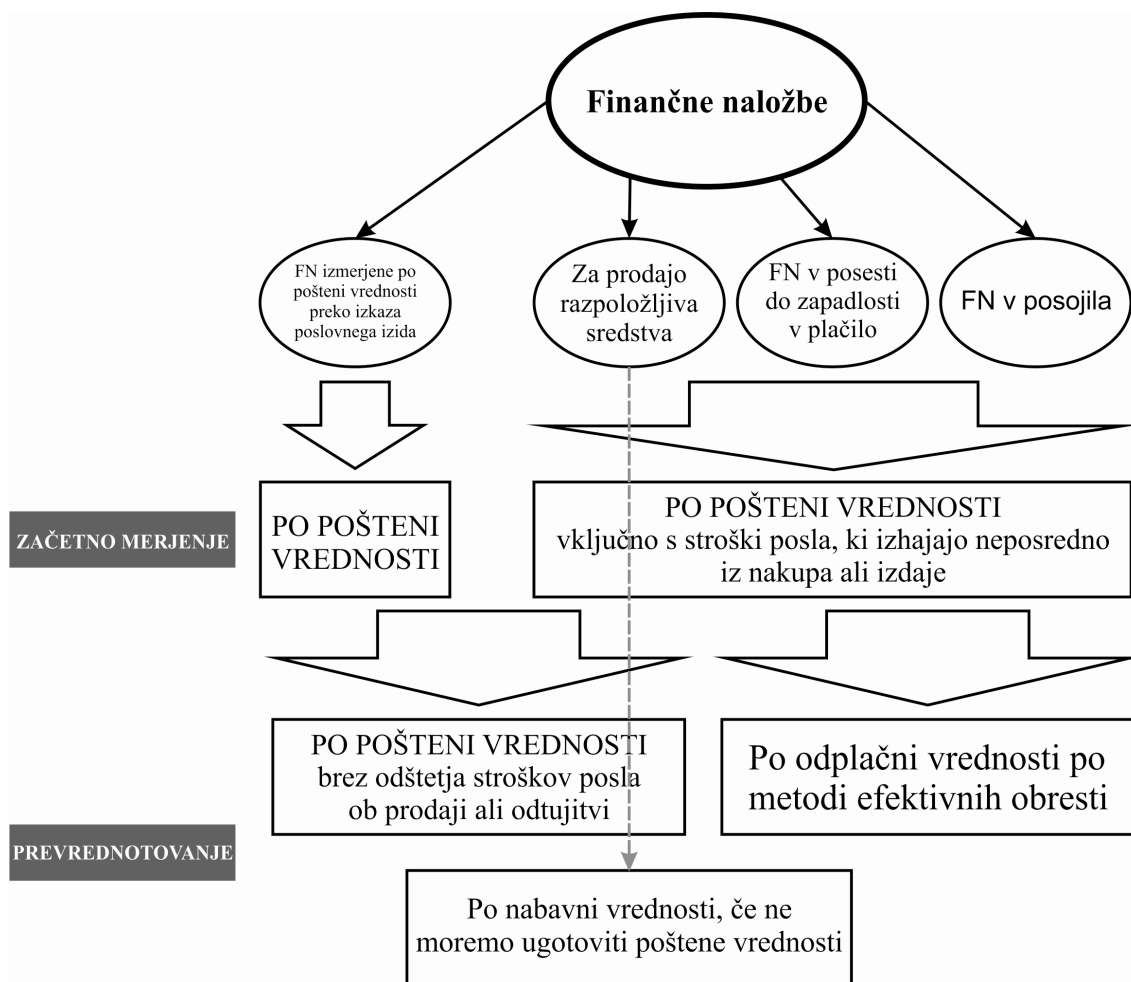 Finančne naložbe
FN izmerjene po
pošteni vrednosti
preko izkaza
poslovnega izida
Za prodajo
razpoložljiva
sredstva
FN v posesti
do zapadlosti
v plačilo
FN v posojila
ZAČETNO MERJENJE
PO POŠTENI
VREDNOSTI
PO POŠTENI VREDNOSTI
vključno s stroški posla, ki izhajajo neposredno
iz nakupa ali izdaje
PO POŠTENI VREDNOSTI
brez odštetja stroškov posla
ob prodaji ali odtujitvi
Po odplačni vrednosti po
metodi efektivnih obresti
PREVREDNOTOVANJE
Po nabavni vrednosti, če ne
moremo ugotoviti poštene vrednosti